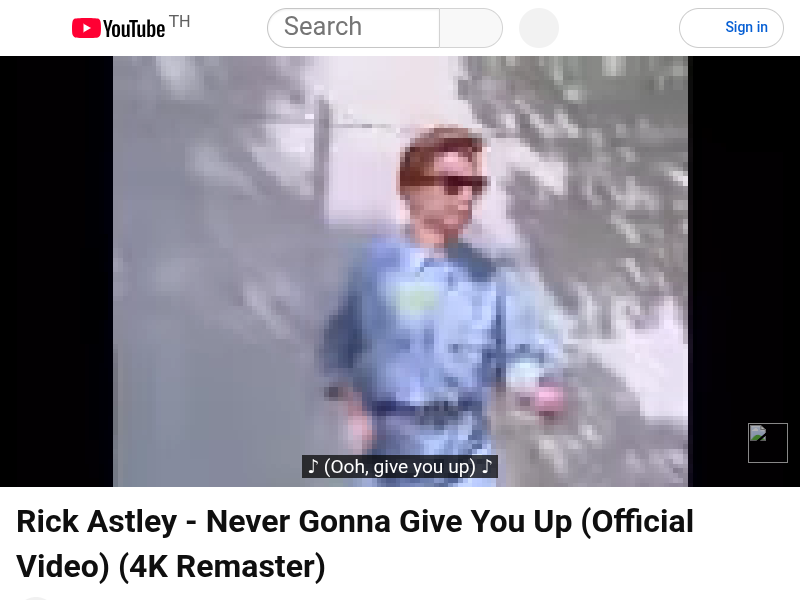 YouTube TH
Search
Sign in
♪ (Ooh, give you up) ♪
Rick Astley - Never Gonna Give You Up (Official
Video) (4K Remaster)